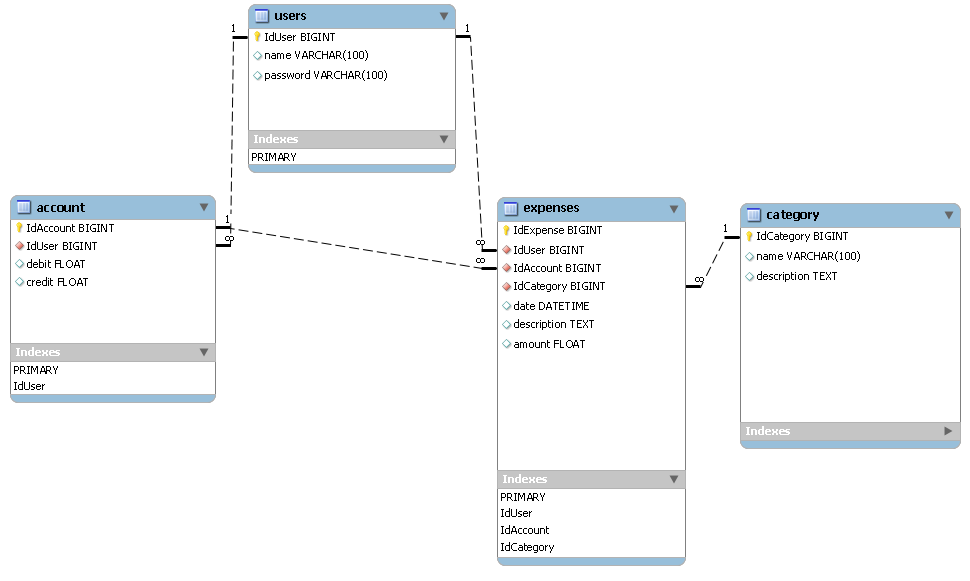 users
IdUser BIGINT
name VARCHAR(100)
password VARCHAR(100)
Indexes
PRIMARY
1
1
account
IdAccount BIGINT
IdUser BIGINT
debit FLOAT
credit FLOAT
Indexes
PRIMARY
IdUser
1
∞
expenses
IdExpense BIGINT
IdUser BIGINT
IdAccount BIGINT
IdCategory BIGINT
date DATETIME
description TEXT
amount FLOAT
Indexes
PRIMARY
IdUser
IdAccount
IdCategory
∞
∞
∞
1
category
IdCategory BIGINT
name VARCHAR(100)
description TEXT
Indexes